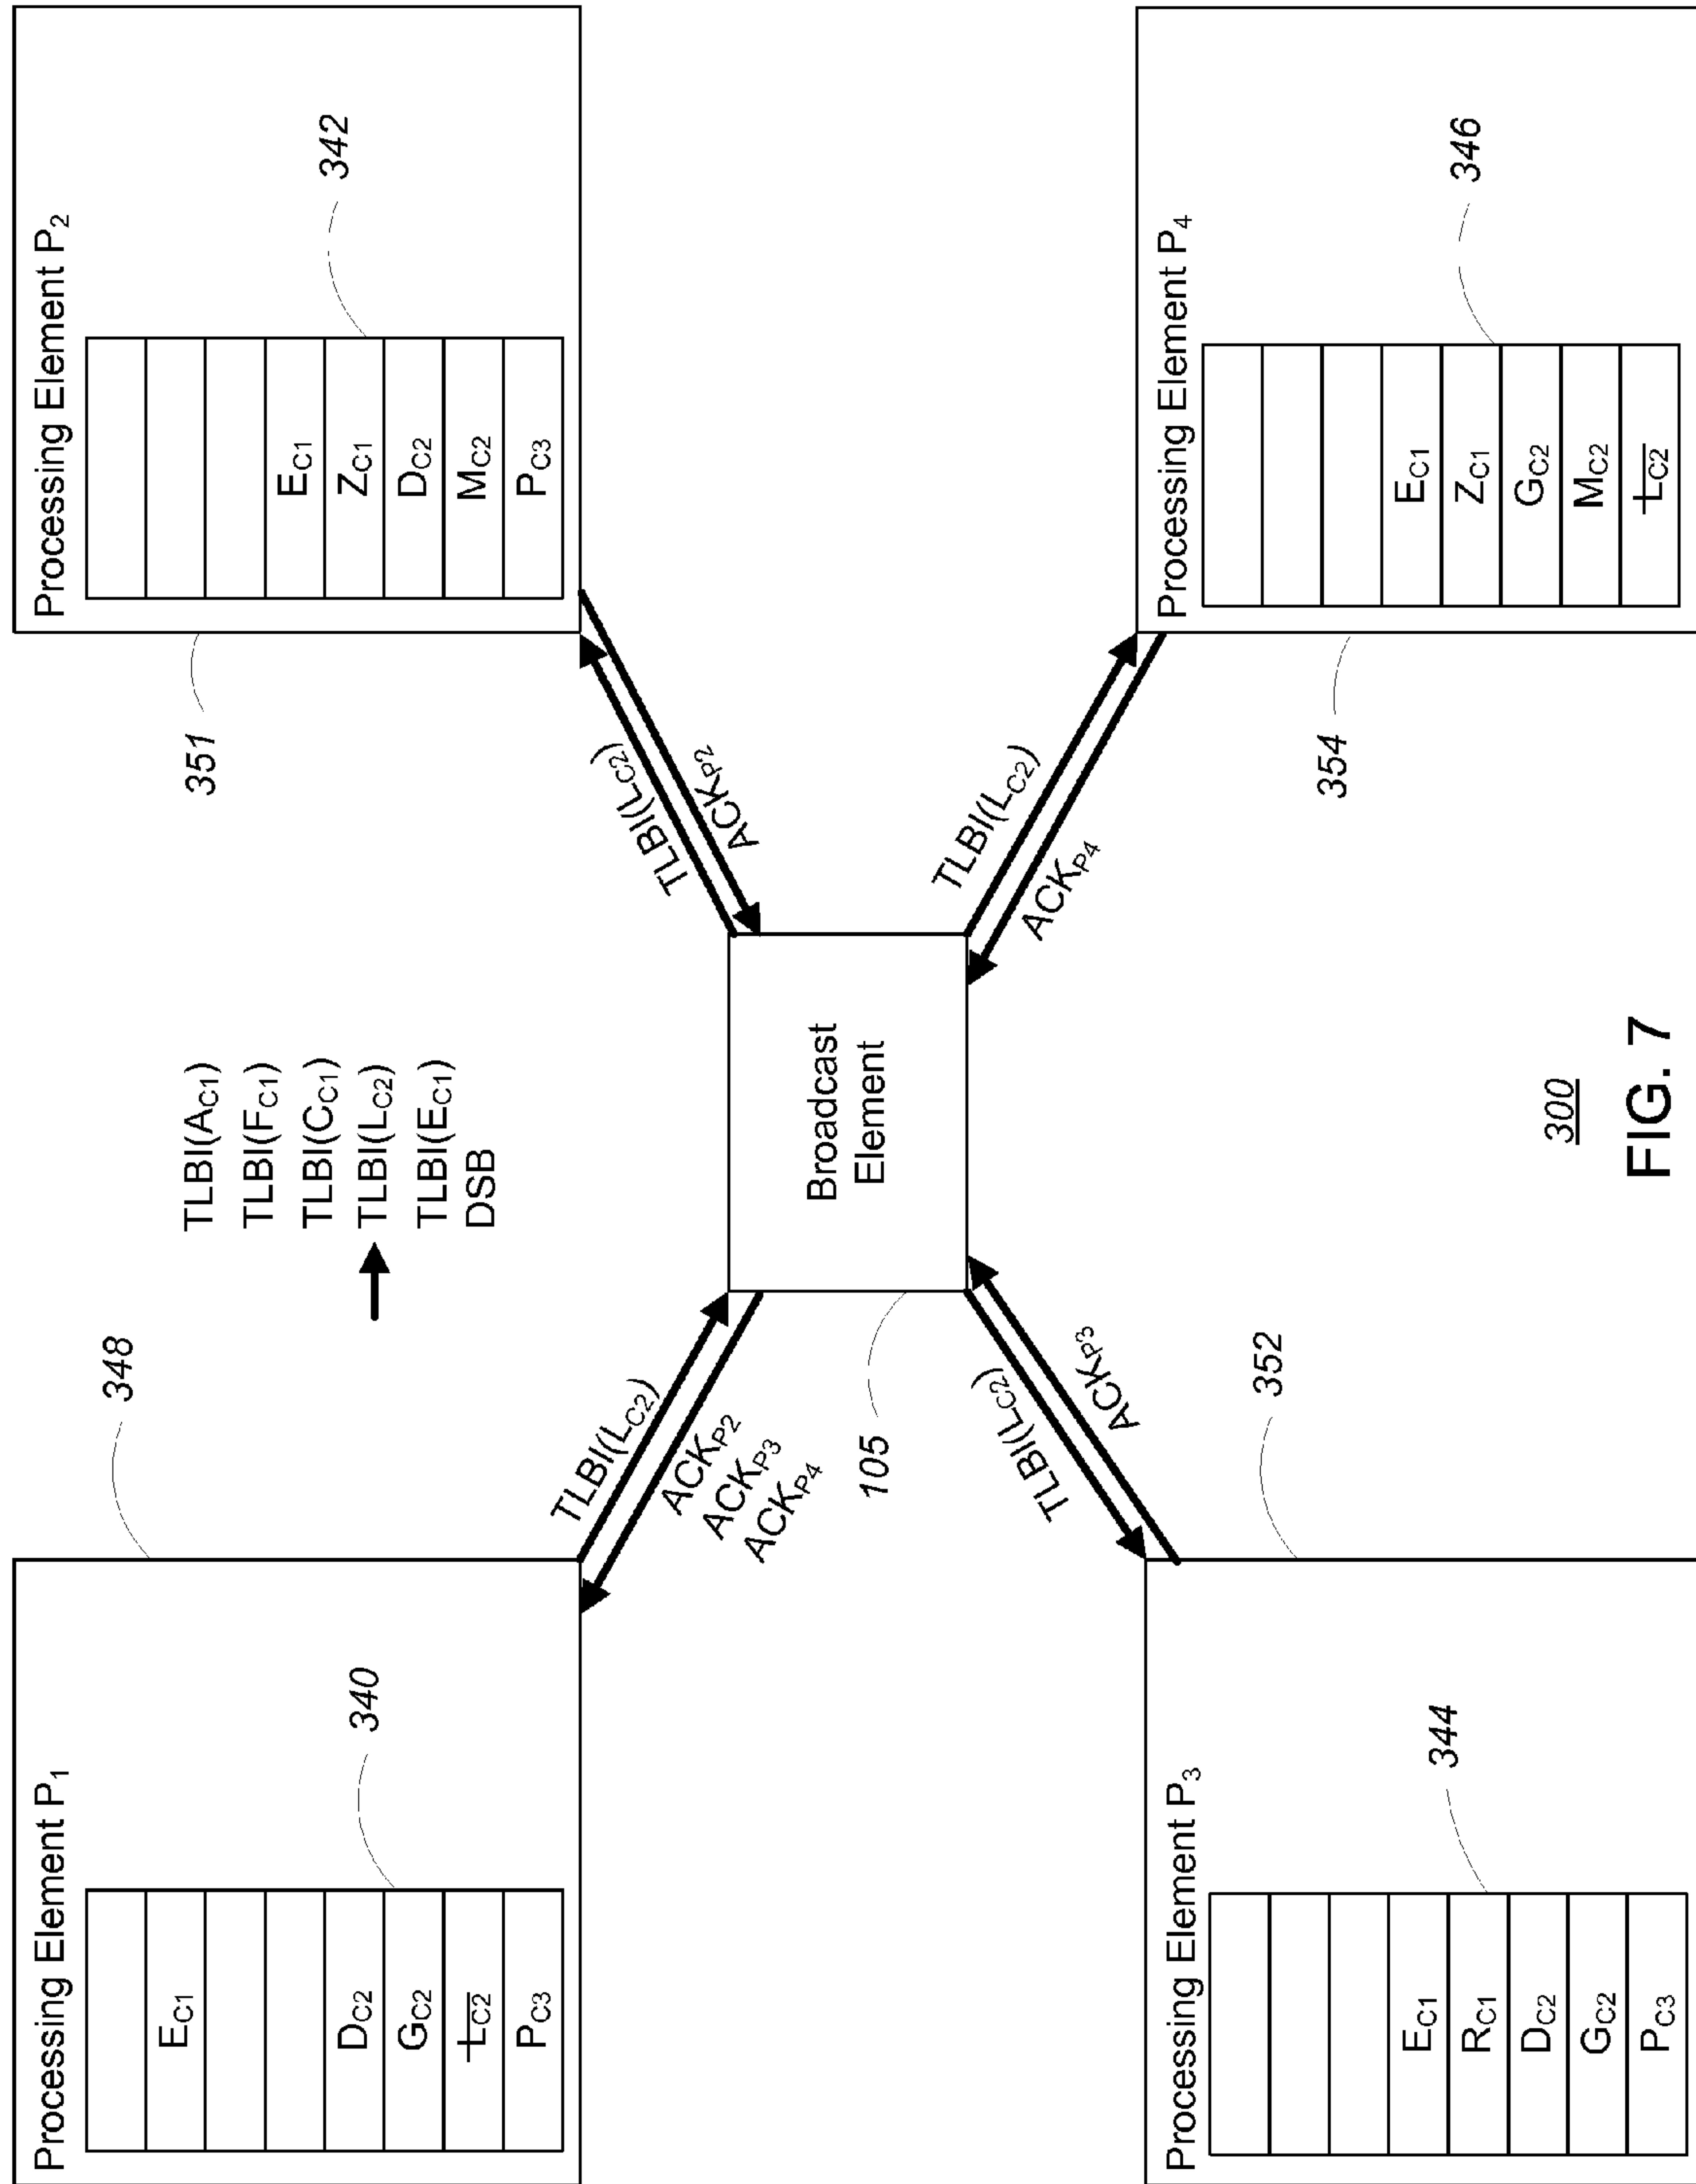 Processing Element P₁
E_C1
D_C2
G_C2
L_C2
P_C3
340
348
TLBI(A_C1)
TLBI(F_C1)
TLBI(C_C1)
TLBI(L_C2)
TLBI(E_C1)
DSB
Processing Element P₂
E_C1
Z_C1
D_C2
M_C2
P_C3
342
351
TLBI(L_C2)
ACK_P2
ACK_P3
ACK_P4
TLBI(L_C2)
ACK_P2
Broadcast
Element
105
TLBI(L_C2)
ACK_P3
TLBI(L_C2)
ACK_P4
Processing Element P₃
E_C1
R_C1
D_C2
G_C2
P_C3
344
352
Processing Element P₄
E_C1
Z_C1
G_C2
M_C2
L_C2
346
354
300
FIG. 7